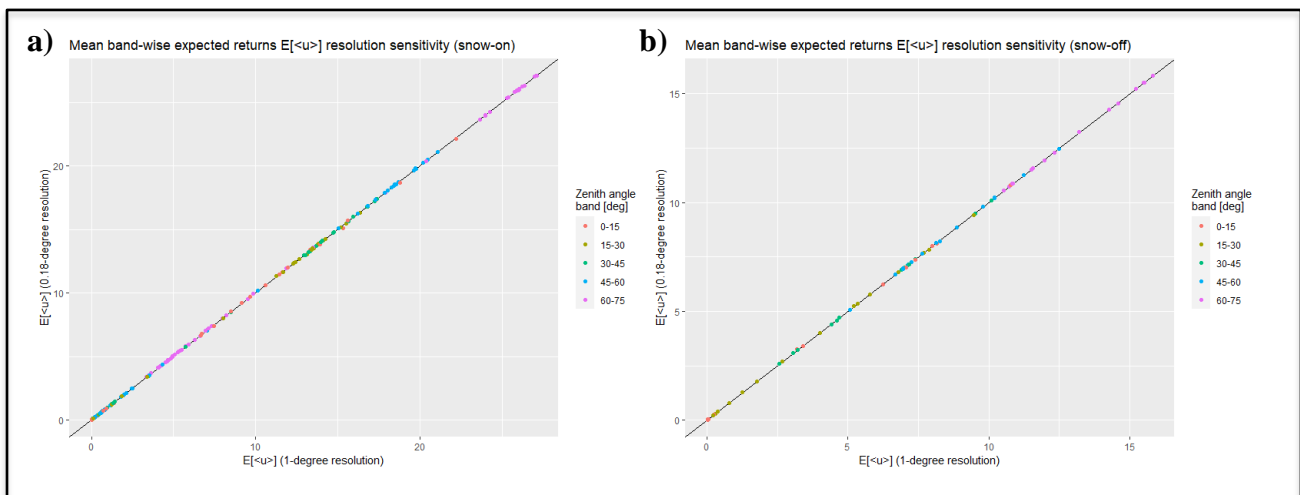 a)
Mean band-wise expected returns E[<u>] resolution sensitivity (snow-on)
E[<u>] (0.18-degree resolution)
20
10
0
0
10
20
E[<u>] (1-degree resolution)
Zenith angle
band [deg]
0-15
15-30
30-45
45-60
60-75
b)
Mean band-wise expected returns E[<u>] resolution sensitivity (snow-off)
E[<u>] (0.18-degree resolution)
15
10
5
0
0
5
10
15
E[<u>] (1-degree resolution)
Zenith angle
band [deg]
0-15
15-30
30-45
45-60
60-75